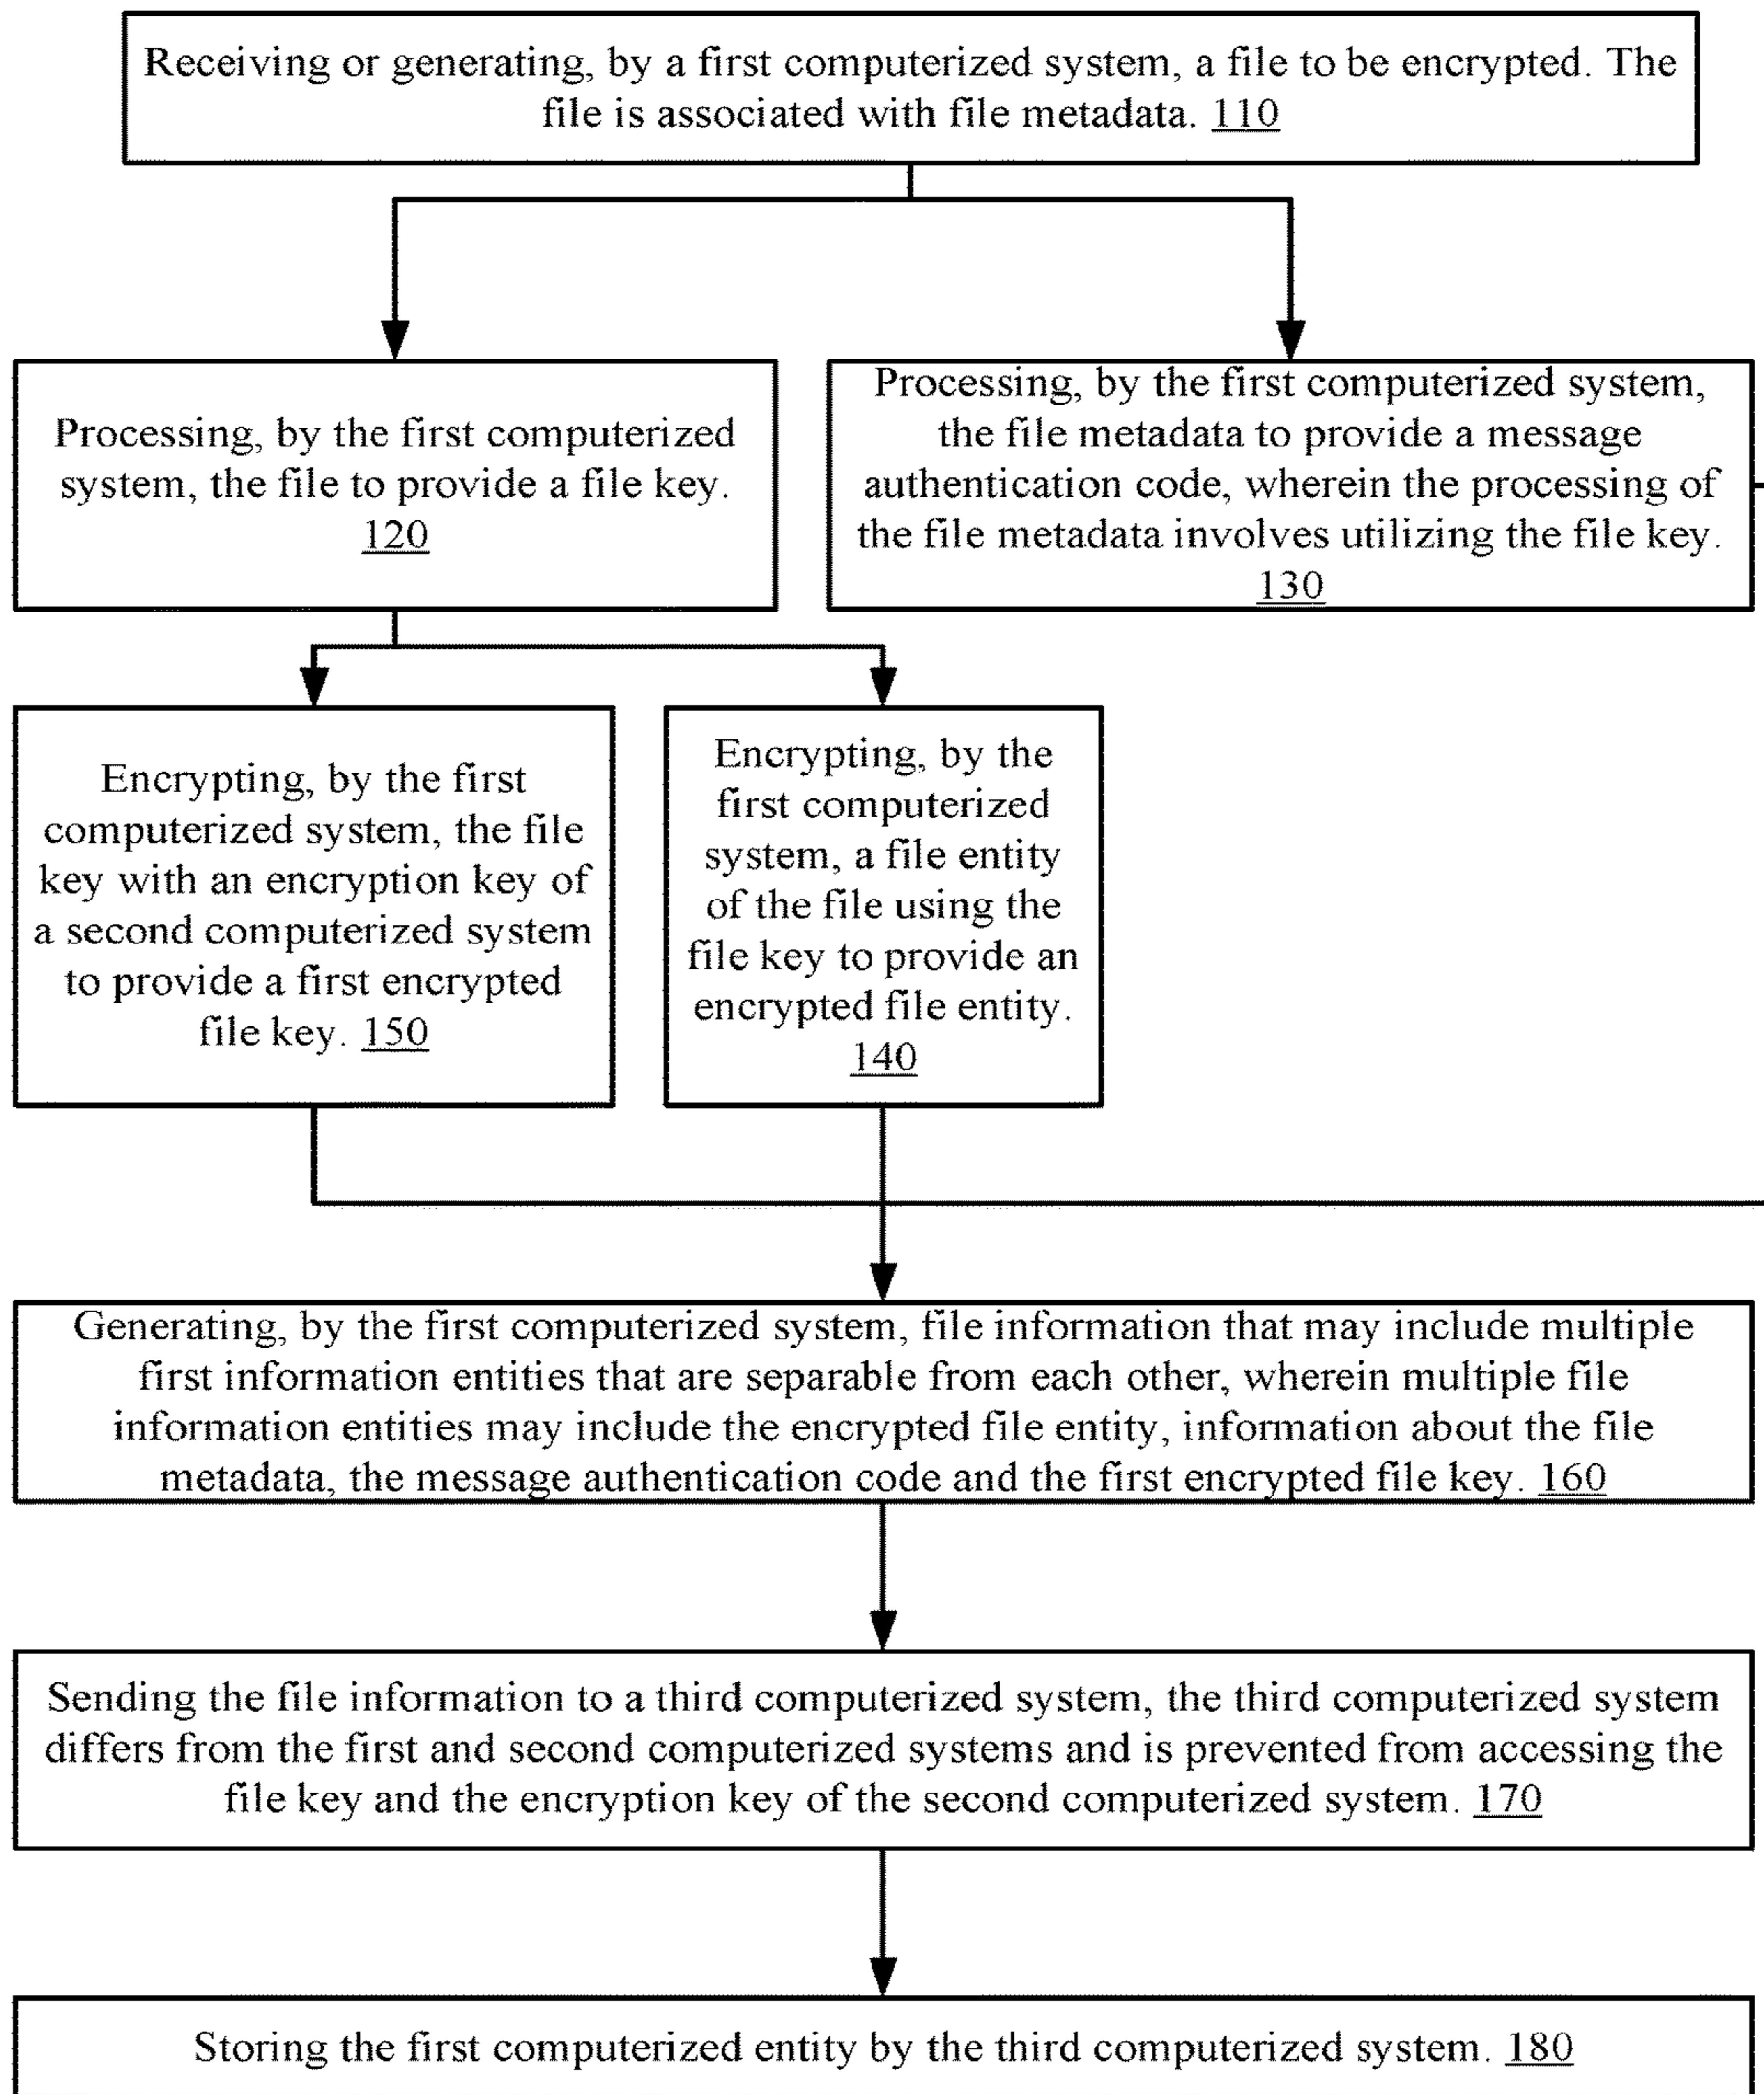 Receiving or generating, by a first computerized system, a file to be encrypted. The
file is associated with file metadata. 110
Processing, by the first computerized
system, the file to provide a file key.
120
Processing, by the first computerized system,
the file metadata to provide a message
authentication code, wherein the processing of
the file metadata involves utilizing the file key.
130
Encrypting, by the first
computerized system, the file
key with an encryption key of
a second computerized system
to provide a first encrypted
file key. 150
Encrypting, by the
first computerized
system, a file entity
of the file using the
file key to provide an
encrypted file entity.
140
Generating, by the first computerized system, file information that may include multiple
first information entities that are separable from each other, wherein multiple file
information entities may include the encrypted file entity, information about the file
metadata, the message authentication code and the first encrypted file key. 160
Sending the file information to a third computerized system, the third computerized system
differs from the first and second computerized systems and is prevented from accessing the
file key and the encryption key of the second computerized system. 170
Storing the first computerized entity by the third computerized system. 180